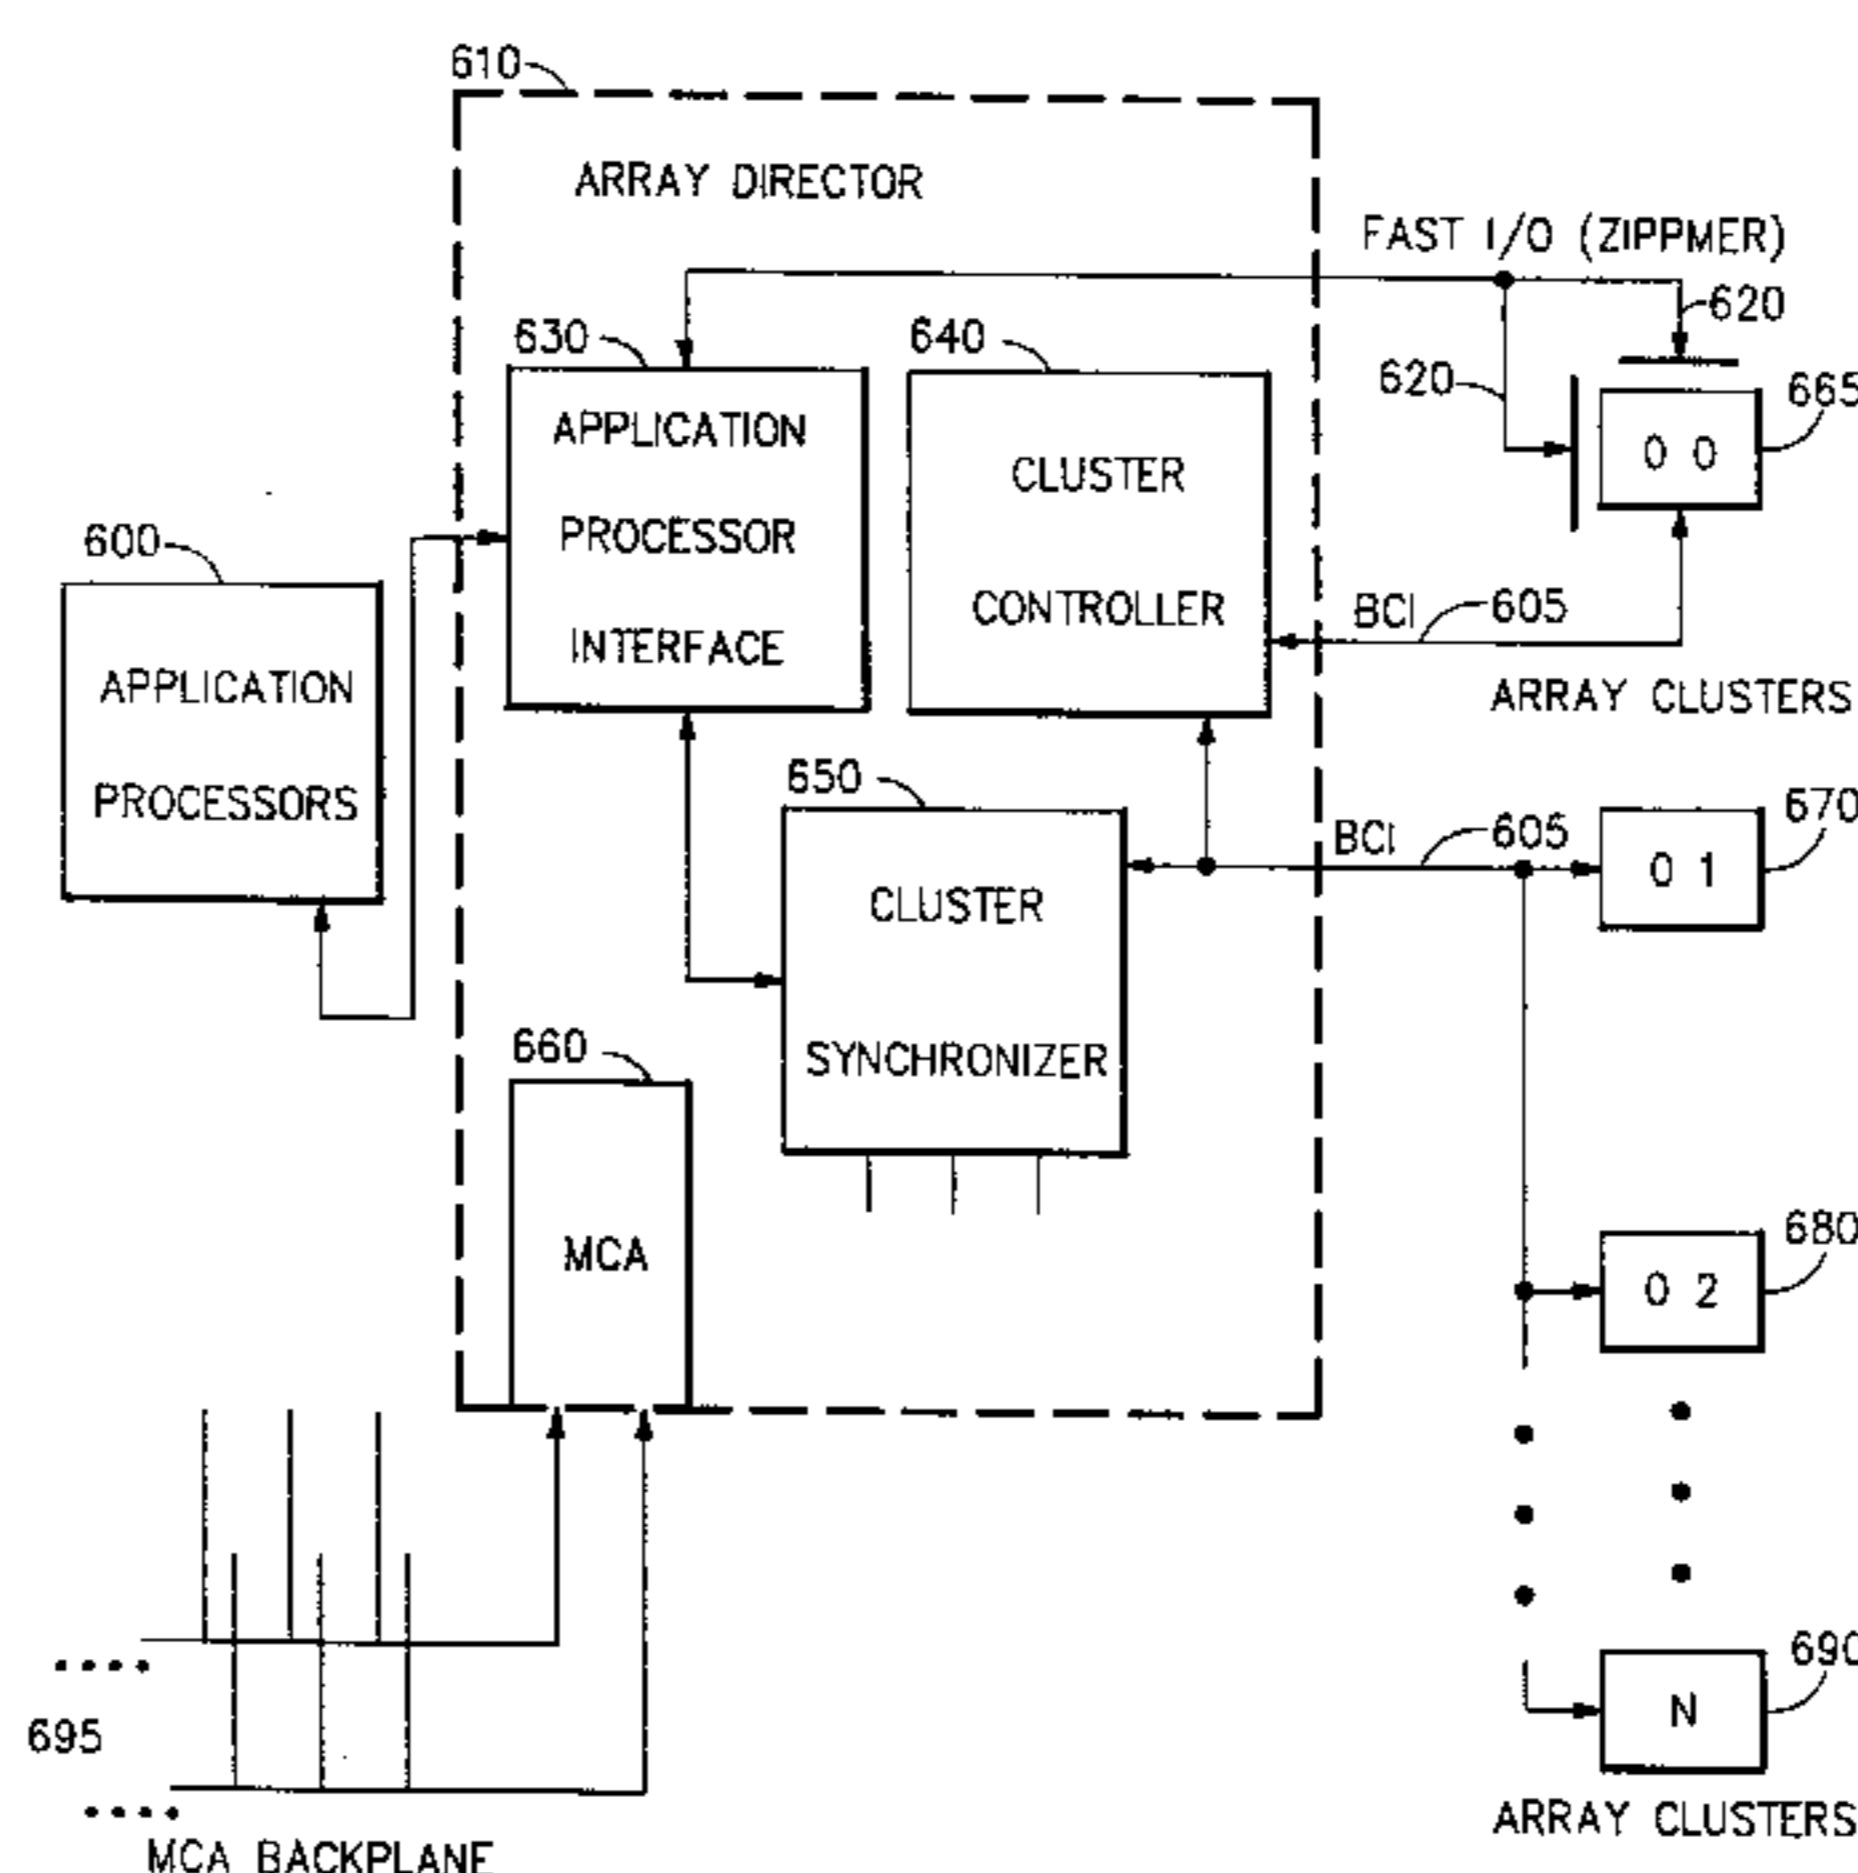 610
ARRAY DIRECTOR
FAST I/O (ZIPPMER)
620
630
640
620
665
APPLICATION
PROCESSOR
INTERFACE
CLUSTER
CONTROLLER
0 0
600
BCI
605
APPLICATION
PROCESSORS
ARRAY CLUSTERS
650
BCI
605
670
0 1
CLUSTER
SYNCHRONIZER
660
MCA
680
0 2
690
N
695
MCA BACKPLANE
ARRAY CLUSTERS